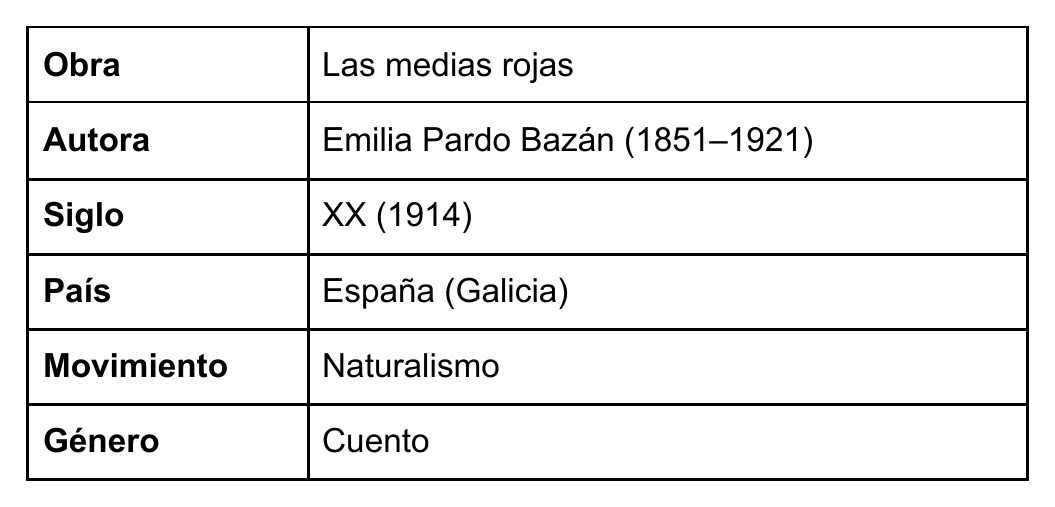 Obra Las medias rojas
Autora Emilia Pardo Bazán (1851–1921)
Siglo XX (1914)
País España (Galicia)
Movimiento Naturalismo
Género Cuento